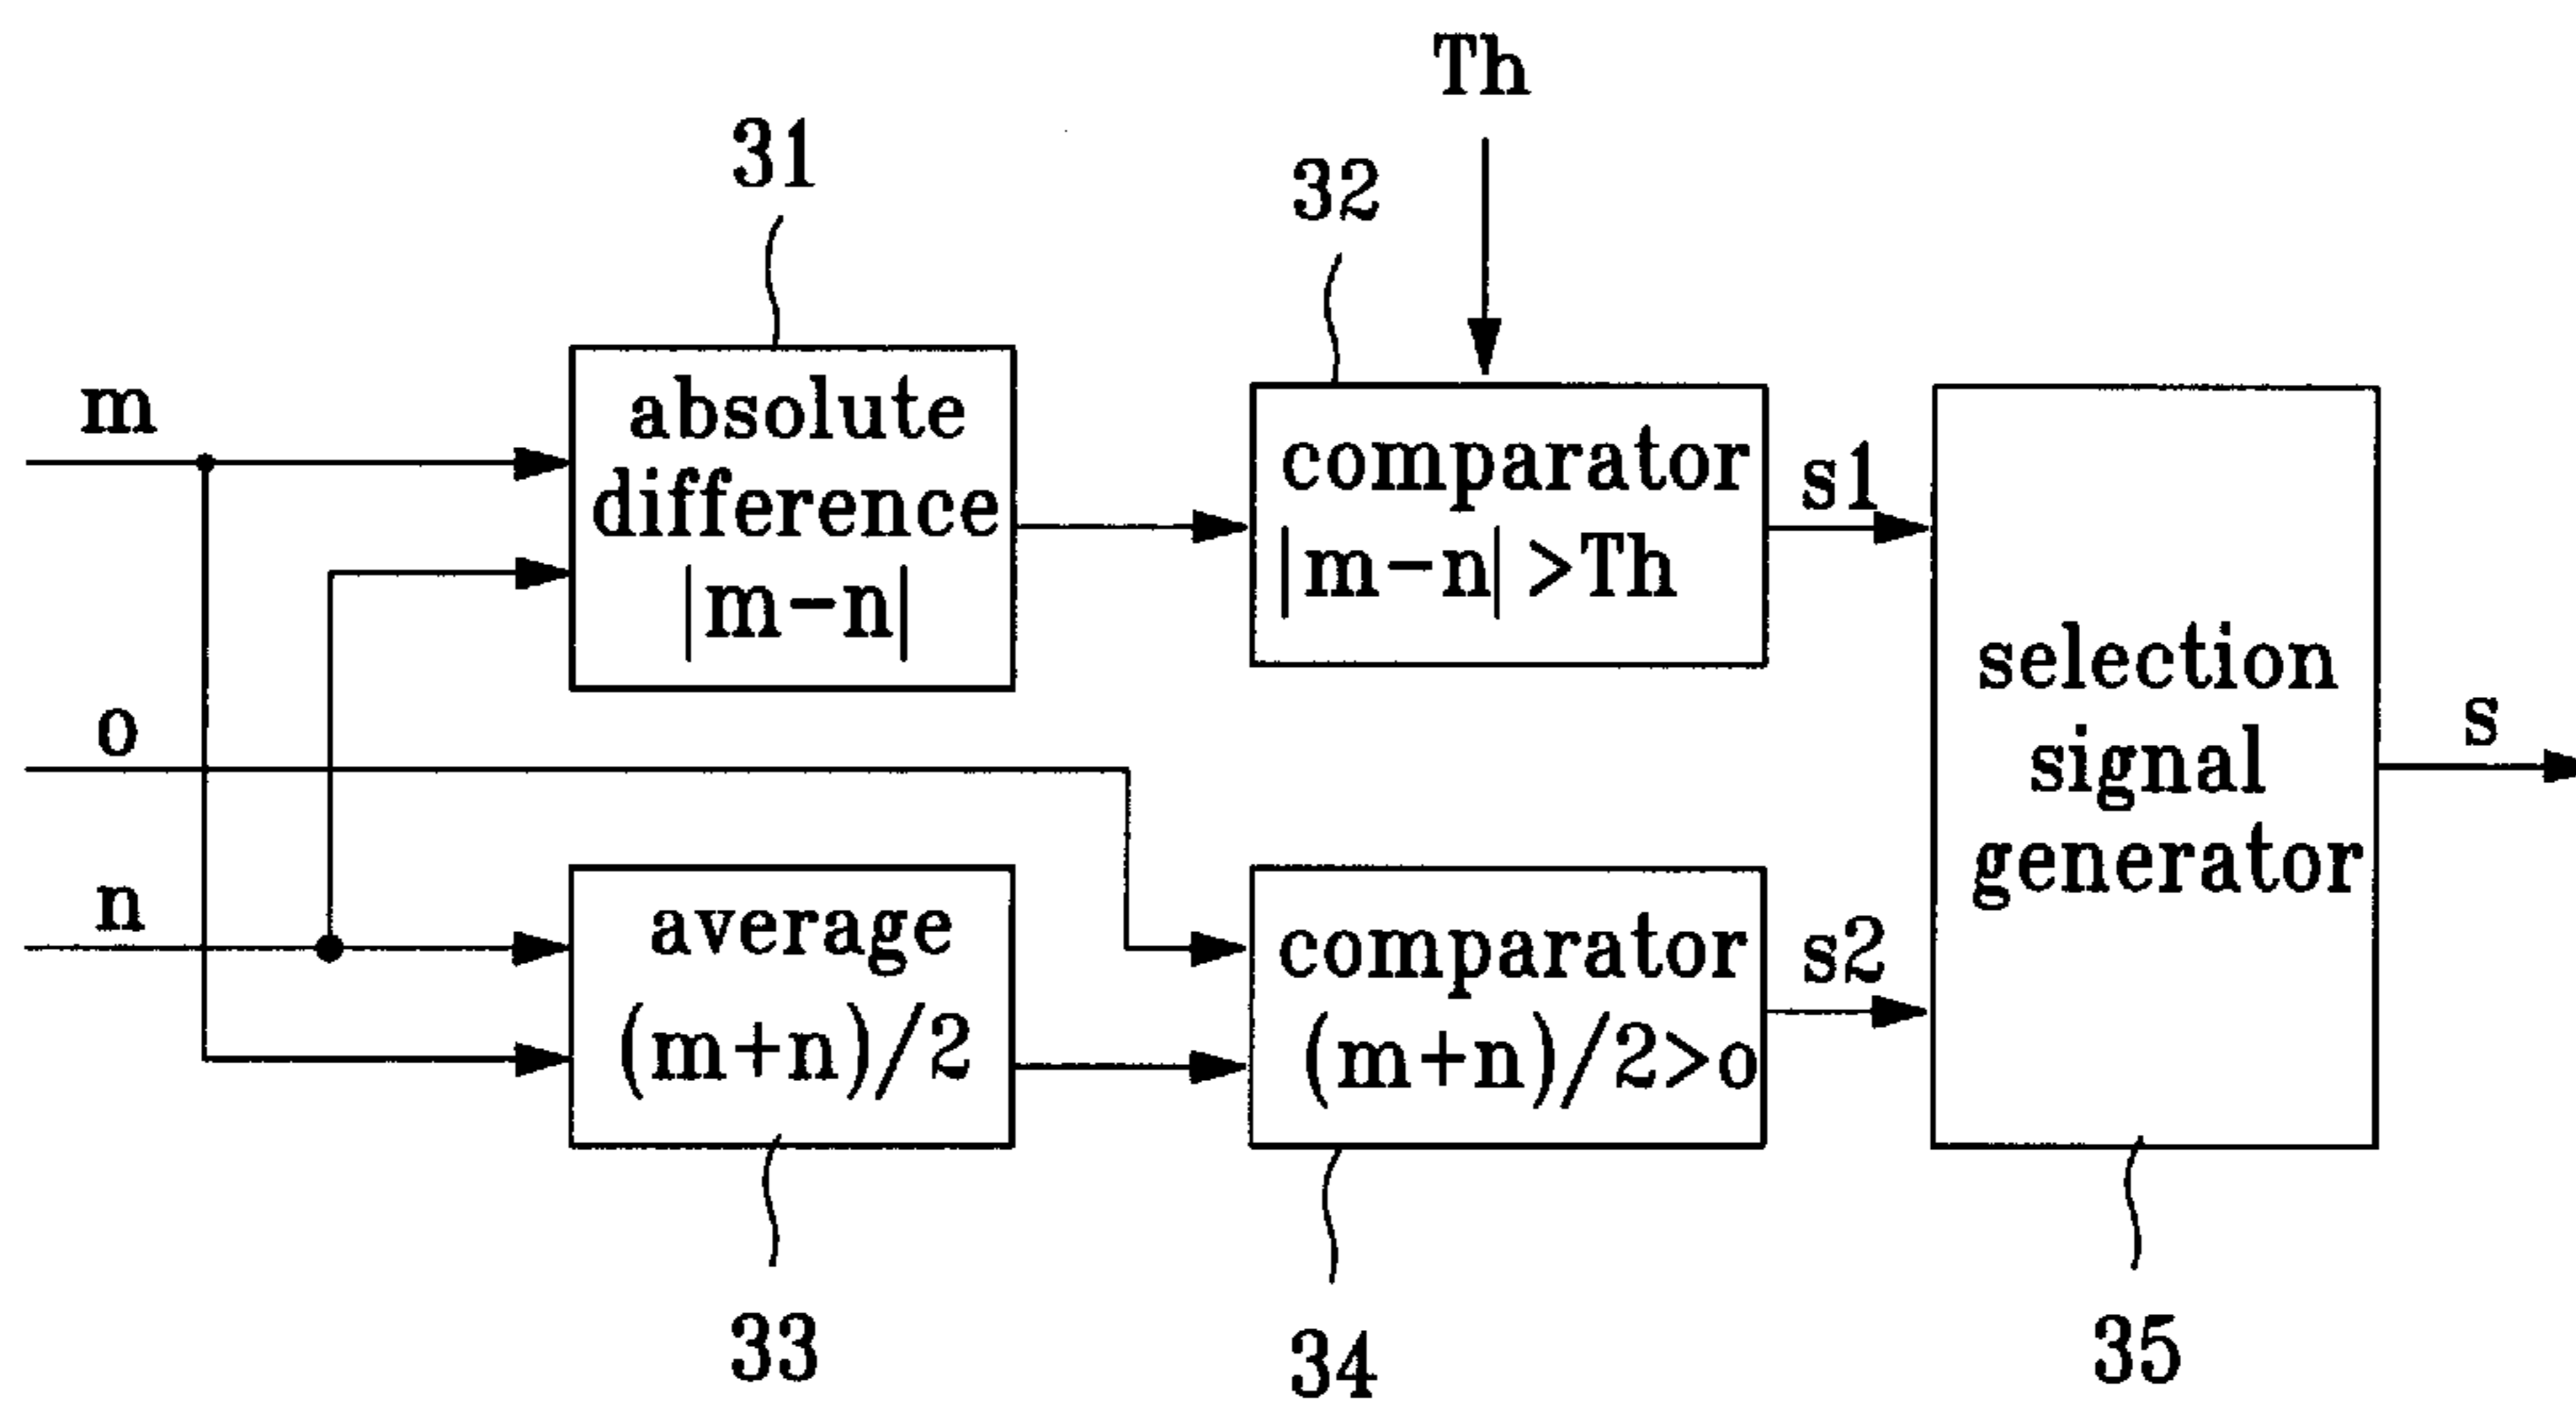 Th
31
32
m
absolute
difference
|m-n|
comparator
|m-n|>Th
s1
o
selection
signal
generator
s
n
average
(m+n)/2
comparator
(m+n)/2>o
s2
33
34
35